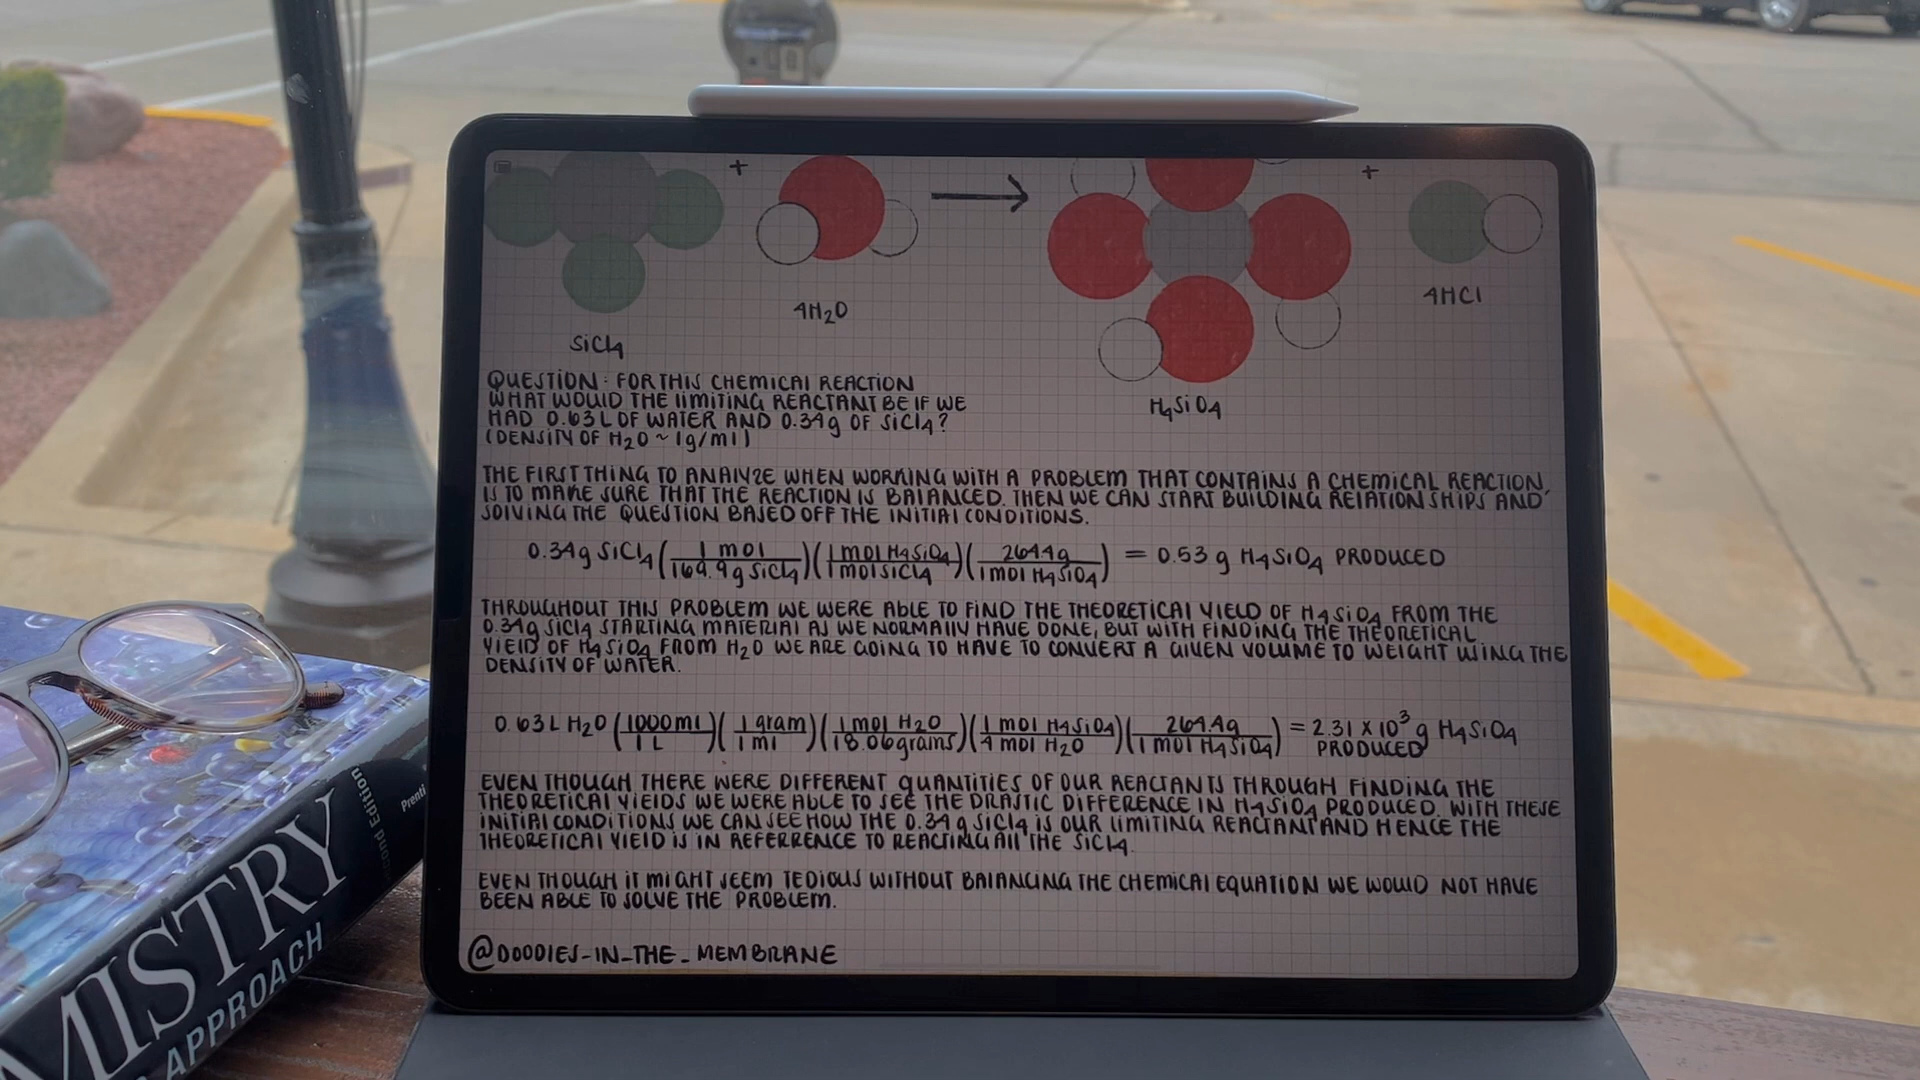 +
+
SiCl4
4H2O
H4SiO4
4HCl
QUESTION: FOR THIS CHEMICAL REACTION
WHAT WOULD THE LIMITING REACTANT BE IF WE
HAD 0.63 L OF WATER AND 0.34g OF SiCl4?
(DENSITY OF H2O ~ 1g/ml)
THE FIRST THING TO ANALYZE WHEN WORKING WITH A PROBLEM THAT CONTAINS A CHEMICAL REACTION,
IS TO MAKE SURE THAT THE REACTION IS BALANCED. THEN WE CAN START BUILDING RELATIONSHIPS AND
SOLVING THE QUESTION BASED OFF THE INITIAL CONDITIONS.
0.34g SiCl4 (1 mol / 169.9g SiCl4)(1 mol H4SiO4 / 1 mol SiCl4)(264.4g / 1 mol H4SiO4) = 0.53 g H4SiO4 PRODUCED
THROUGHOUT THIS PROBLEM WE WERE ABLE TO FIND THE THEORETICAL YIELD OF H4SiO4 FROM THE
0.34g SiCl4 STARTING MATERIAL AS WE NORMALLY HAVE DONE, BUT WITH FINDING THE THEORETICAL
YIELD OF H4SiO4 FROM H2O WE ARE GOING TO HAVE TO CONVERT A GIVEN VOLUME TO WEIGHT USING THE
DENSITY OF WATER.
0.63L H2O (1000ml / 1 L)(1 gram / 1 ml)(1 mol H2O / 18.06 grams)(1 mol H4SiO4 / 4 mol H2O)(264.4g / 1 mol H4SiO4) = 2.31 x 10³ g H4SiO4
PRODUCED
EVEN THOUGH THERE WERE DIFFERENT QUANTITIES OF OUR REACTANTS THROUGH FINDING THE
THEORETICAL YIELDS WE WERE ABLE TO SEE THE DRASTIC DIFFERENCE IN H4SiO4 PRODUCED. WITH THESE
INITIAL CONDITIONS WE CAN SEE HOW THE 0.34 g SiCl4 IS OUR LIMITING REACTANT AND HENCE THE
THEORETICAL YIELD IS IN REFERRENCE TO REACTING All THE SiCl4.
EVEN THOUGH IT MIGHT SEEM TEDIOUS WITHOUT BALANCING THE CHEMICAL EQUATION WE WOULD NOT HAVE
BEEN ABLE TO SOLVE THE PROBLEM.
@DOODLES-IN_THE_MEMBRANE
MISTRY
APPROACH
Second Edition